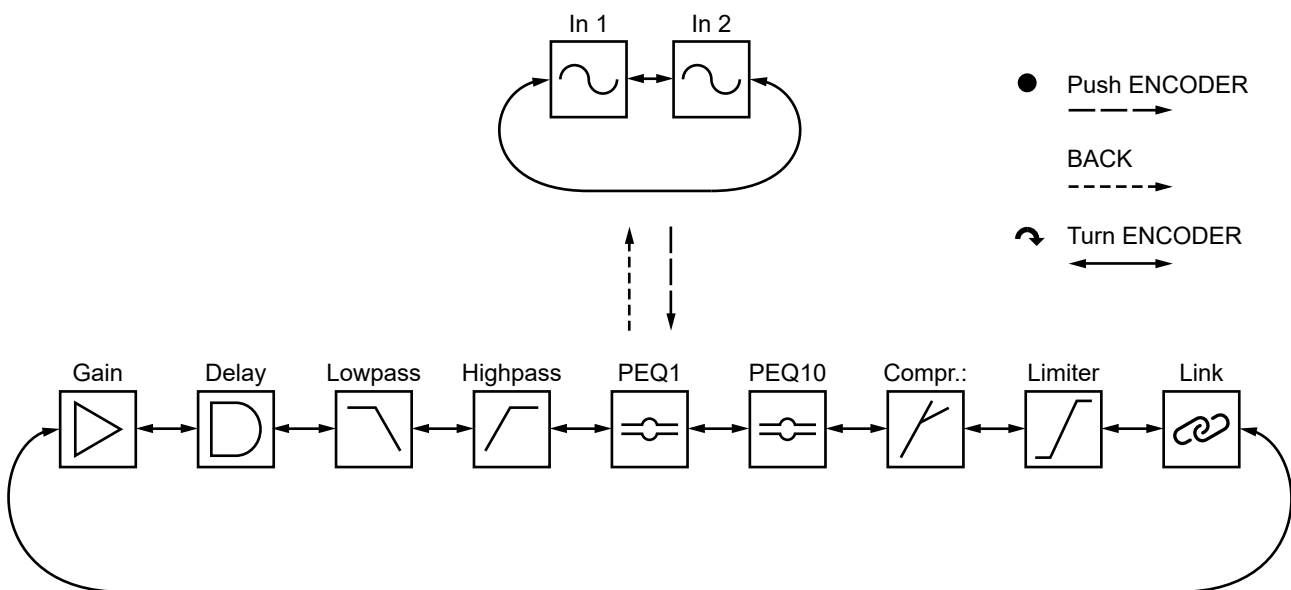 In 1 In 2
Push ENCODER
BACK
Turn ENCODER
Gain Delay Lowpass Highpass PEQ1 PEQ10 Compr.: Limiter Link